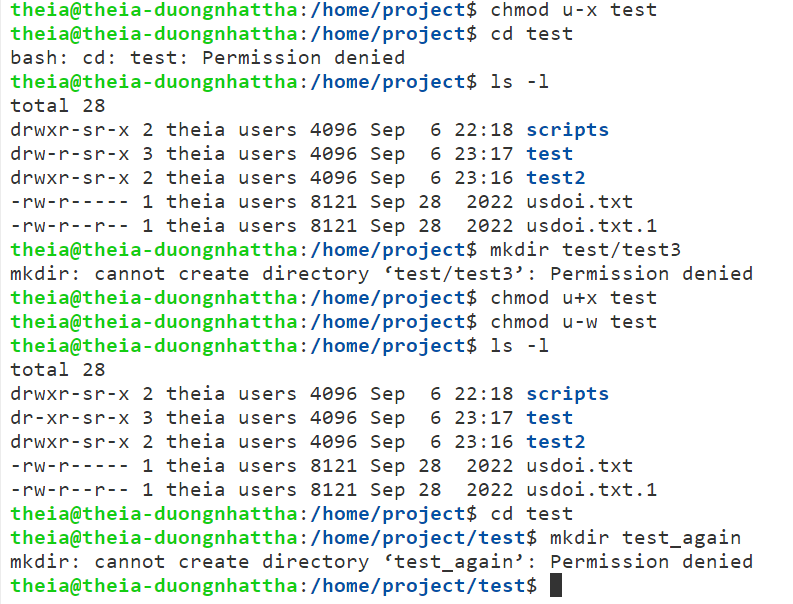 theia@theia-duongnhattha:/home/project$ chmod u-x test
theia@theia-duongnhattha:/home/project$ cd test
bash: cd: test: Permission denied
theia@theia-duongnhattha:/home/project$ ls -l
total 28
drwxr-sr-x 2 theia users 4096 Sep  6 22:18 scripts
drw-r-sr-x 3 theia users 4096 Sep  6 23:17 test
drwxr-sr-x 2 theia users 4096 Sep  6 23:16 test2
-rw-r----- 1 theia users 8121 Sep 28  2022 usdoi.txt
-rw-r--r-- 1 theia users 8121 Sep 28  2022 usdoi.txt.1
theia@theia-duongnhattha:/home/project$ mkdir test/test3
mkdir: cannot create directory ‘test/test3’: Permission denied
theia@theia-duongnhattha:/home/project$ chmod u+x test
theia@theia-duongnhattha:/home/project$ chmod u-w test
theia@theia-duongnhattha:/home/project$ ls -l
total 28
drwxr-sr-x 2 theia users 4096 Sep  6 22:18 scripts
dr-xr-sr-x 3 theia users 4096 Sep  6 23:17 test
drwxr-sr-x 2 theia users 4096 Sep  6 23:16 test2
-rw-r----- 1 theia users 8121 Sep 28  2022 usdoi.txt
-rw-r--r-- 1 theia users 8121 Sep 28  2022 usdoi.txt.1
theia@theia-duongnhattha:/home/project$ cd test
theia@theia-duongnhattha:/home/project/test$ mkdir test_again
mkdir: cannot create directory ‘test_again’: Permission denied
theia@theia-duongnhattha:/home/project/test$